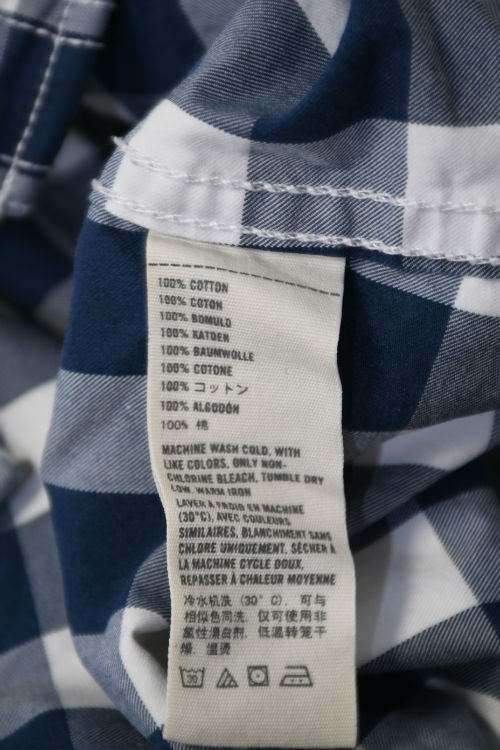 100% COTTON
100% COTON
100% BOMULD
100% KATOEN
100% BAUMWOLLE
100% COTONE
100% コットン
100% ALGODÓN
100% 棉
MACHINE WASH COLD, WITH
LIKE COLORS, ONLY NON-
CHLORINE BLEACH, TUMBLE DRY
LOW, WARM IRON
LAVER À FROID EN MACHINE
(30°C), AVEC COULEURS
SIMILAIRES, BLANCHIMENT SANS
CHLORE UNIQUEMENT, SÉCHER À
LA MACHINE CYCLE DOUX,
REPASSER À CHALEUR MOYENNE
冷水机洗 (30° C), 可与
相似色同洗, 仅可使用非
氯性漂白剂, 低温转笼干
燥, 温烫
30